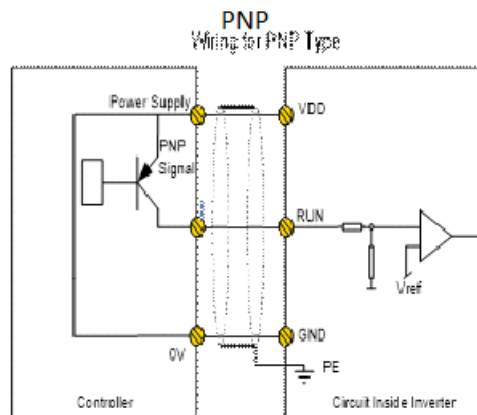 PNP
Wiring for PNP Type
Power Supply
VDD
PNP
Signal
RUN
Vref
0V
GND
PE
Controller
Circuit Inside Inverter